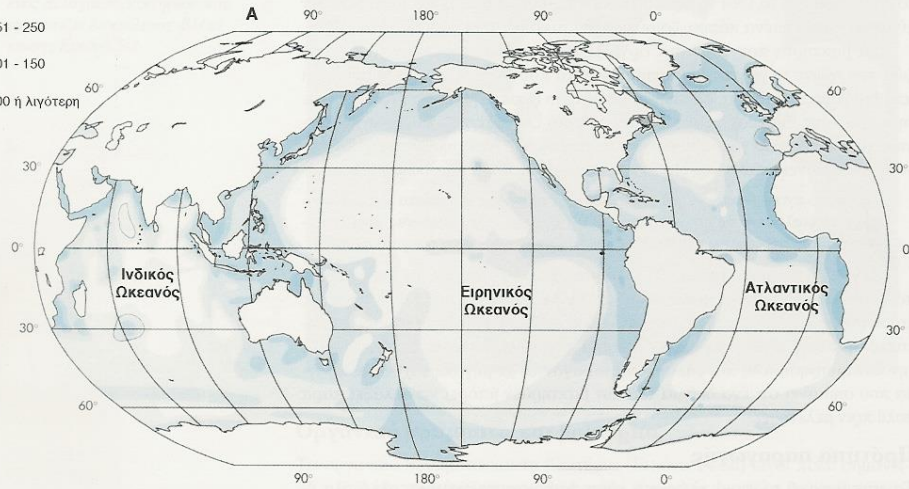 A
90° 180° 90° 0°
51 - 250
01 - 150
00 ή λιγότερη
60° 60°
30° 30°
0° 0°
Ινδικός
Ωκεανός
Ειρηνικός
Ωκεανός
Ατλαντικός
Ωκεανός
30° 30°
60° 60°
90° 180° 90° 0°